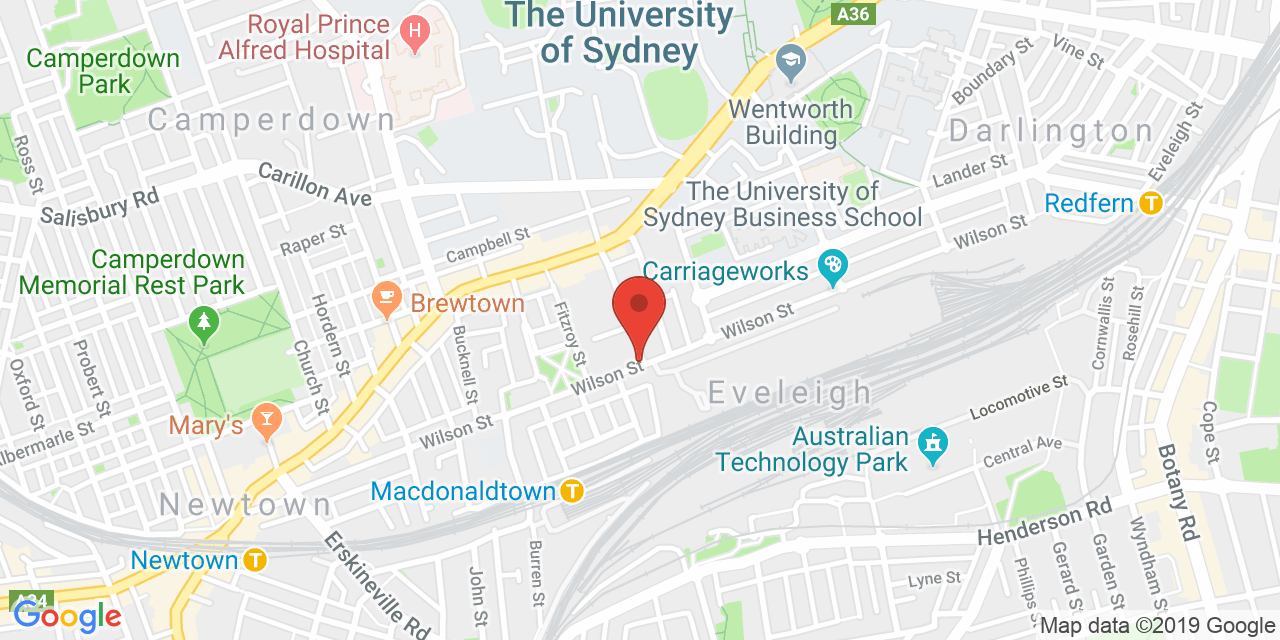 The University
of Sydney
A36
Royal Prince
Alfred Hospital
H
Camperdown
Park
Vine St
Boundary St
Wentworth
Building
Camperdown
Darlington
Ross St
Eveleigh St
Carillon Ave
Lander St
Salisbury Rd
The University of
Sydney Business School
Redfern
T
Raper St
Campbell St
Wilson St
Camperdown
Memorial Rest Park
Carriageworks
Brewtown
Hordern St
Fitzroy St
Wilson St
Cornwallis St
Rosehill St
Probert St
Oxford St
Church St
Bucknell St
Wilson St
Eveleigh
Locomotive St
Mary's
Wilson St
Cope St
lbermarle St
Australian
Technology Park
Central Ave
Botany Rd
Macdonaldtown
T
Newtown
Henderson Rd
Erskineville Rd
Newtown
T
Burren St
John St
Lyne St
Phillips St
Gerard St
Garden St
Wyndham St
A34
Google
Map data ©2019 Google